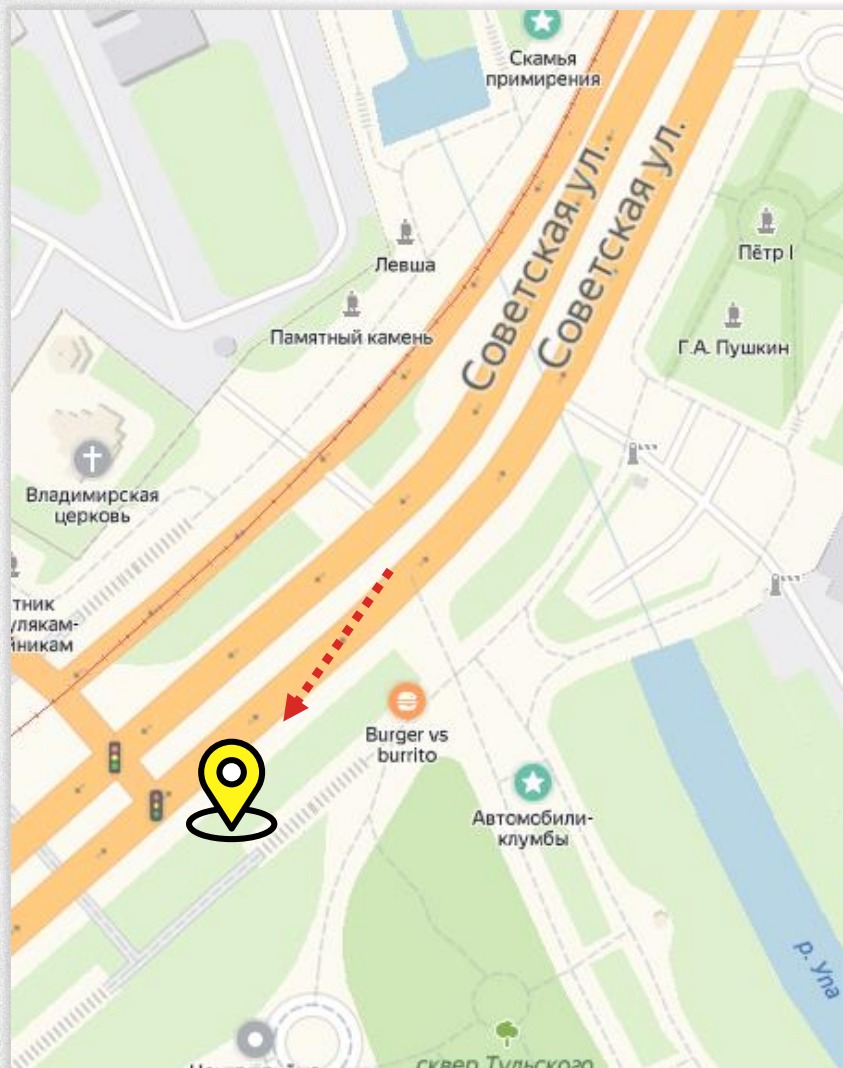 Скамья
примирения
Советская ул.
Советская ул.
Пётр I
Левша
Памятный камень
Г.А. Пушкин
Владимирская
церковь
тник
улякам-
йникам
Burger vs
burrito
Автомобили-
клумбы
р. Упа
сквер Тульского